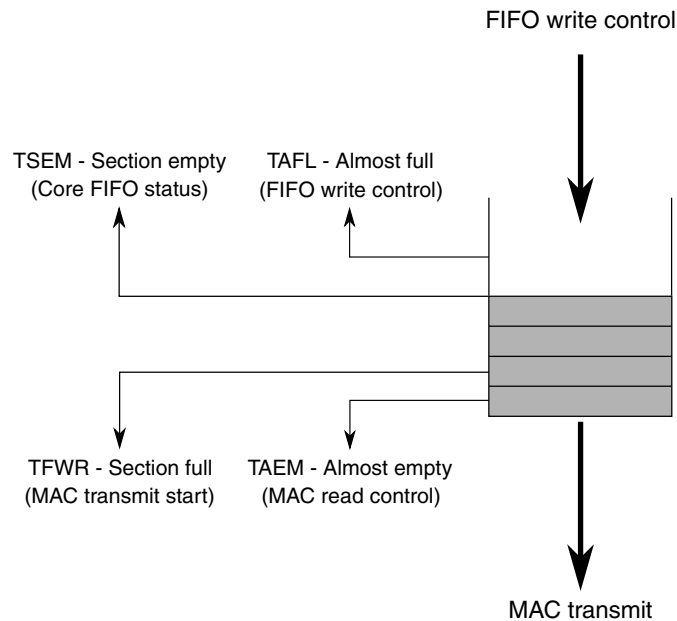 FIFO write control
TSEM - Section empty
(Core FIFO status)
TAFL - Almost full
(FIFO write control)
TFWR - Section full
(MAC transmit start)
TAEM - Almost empty
(MAC read control)
MAC transmit